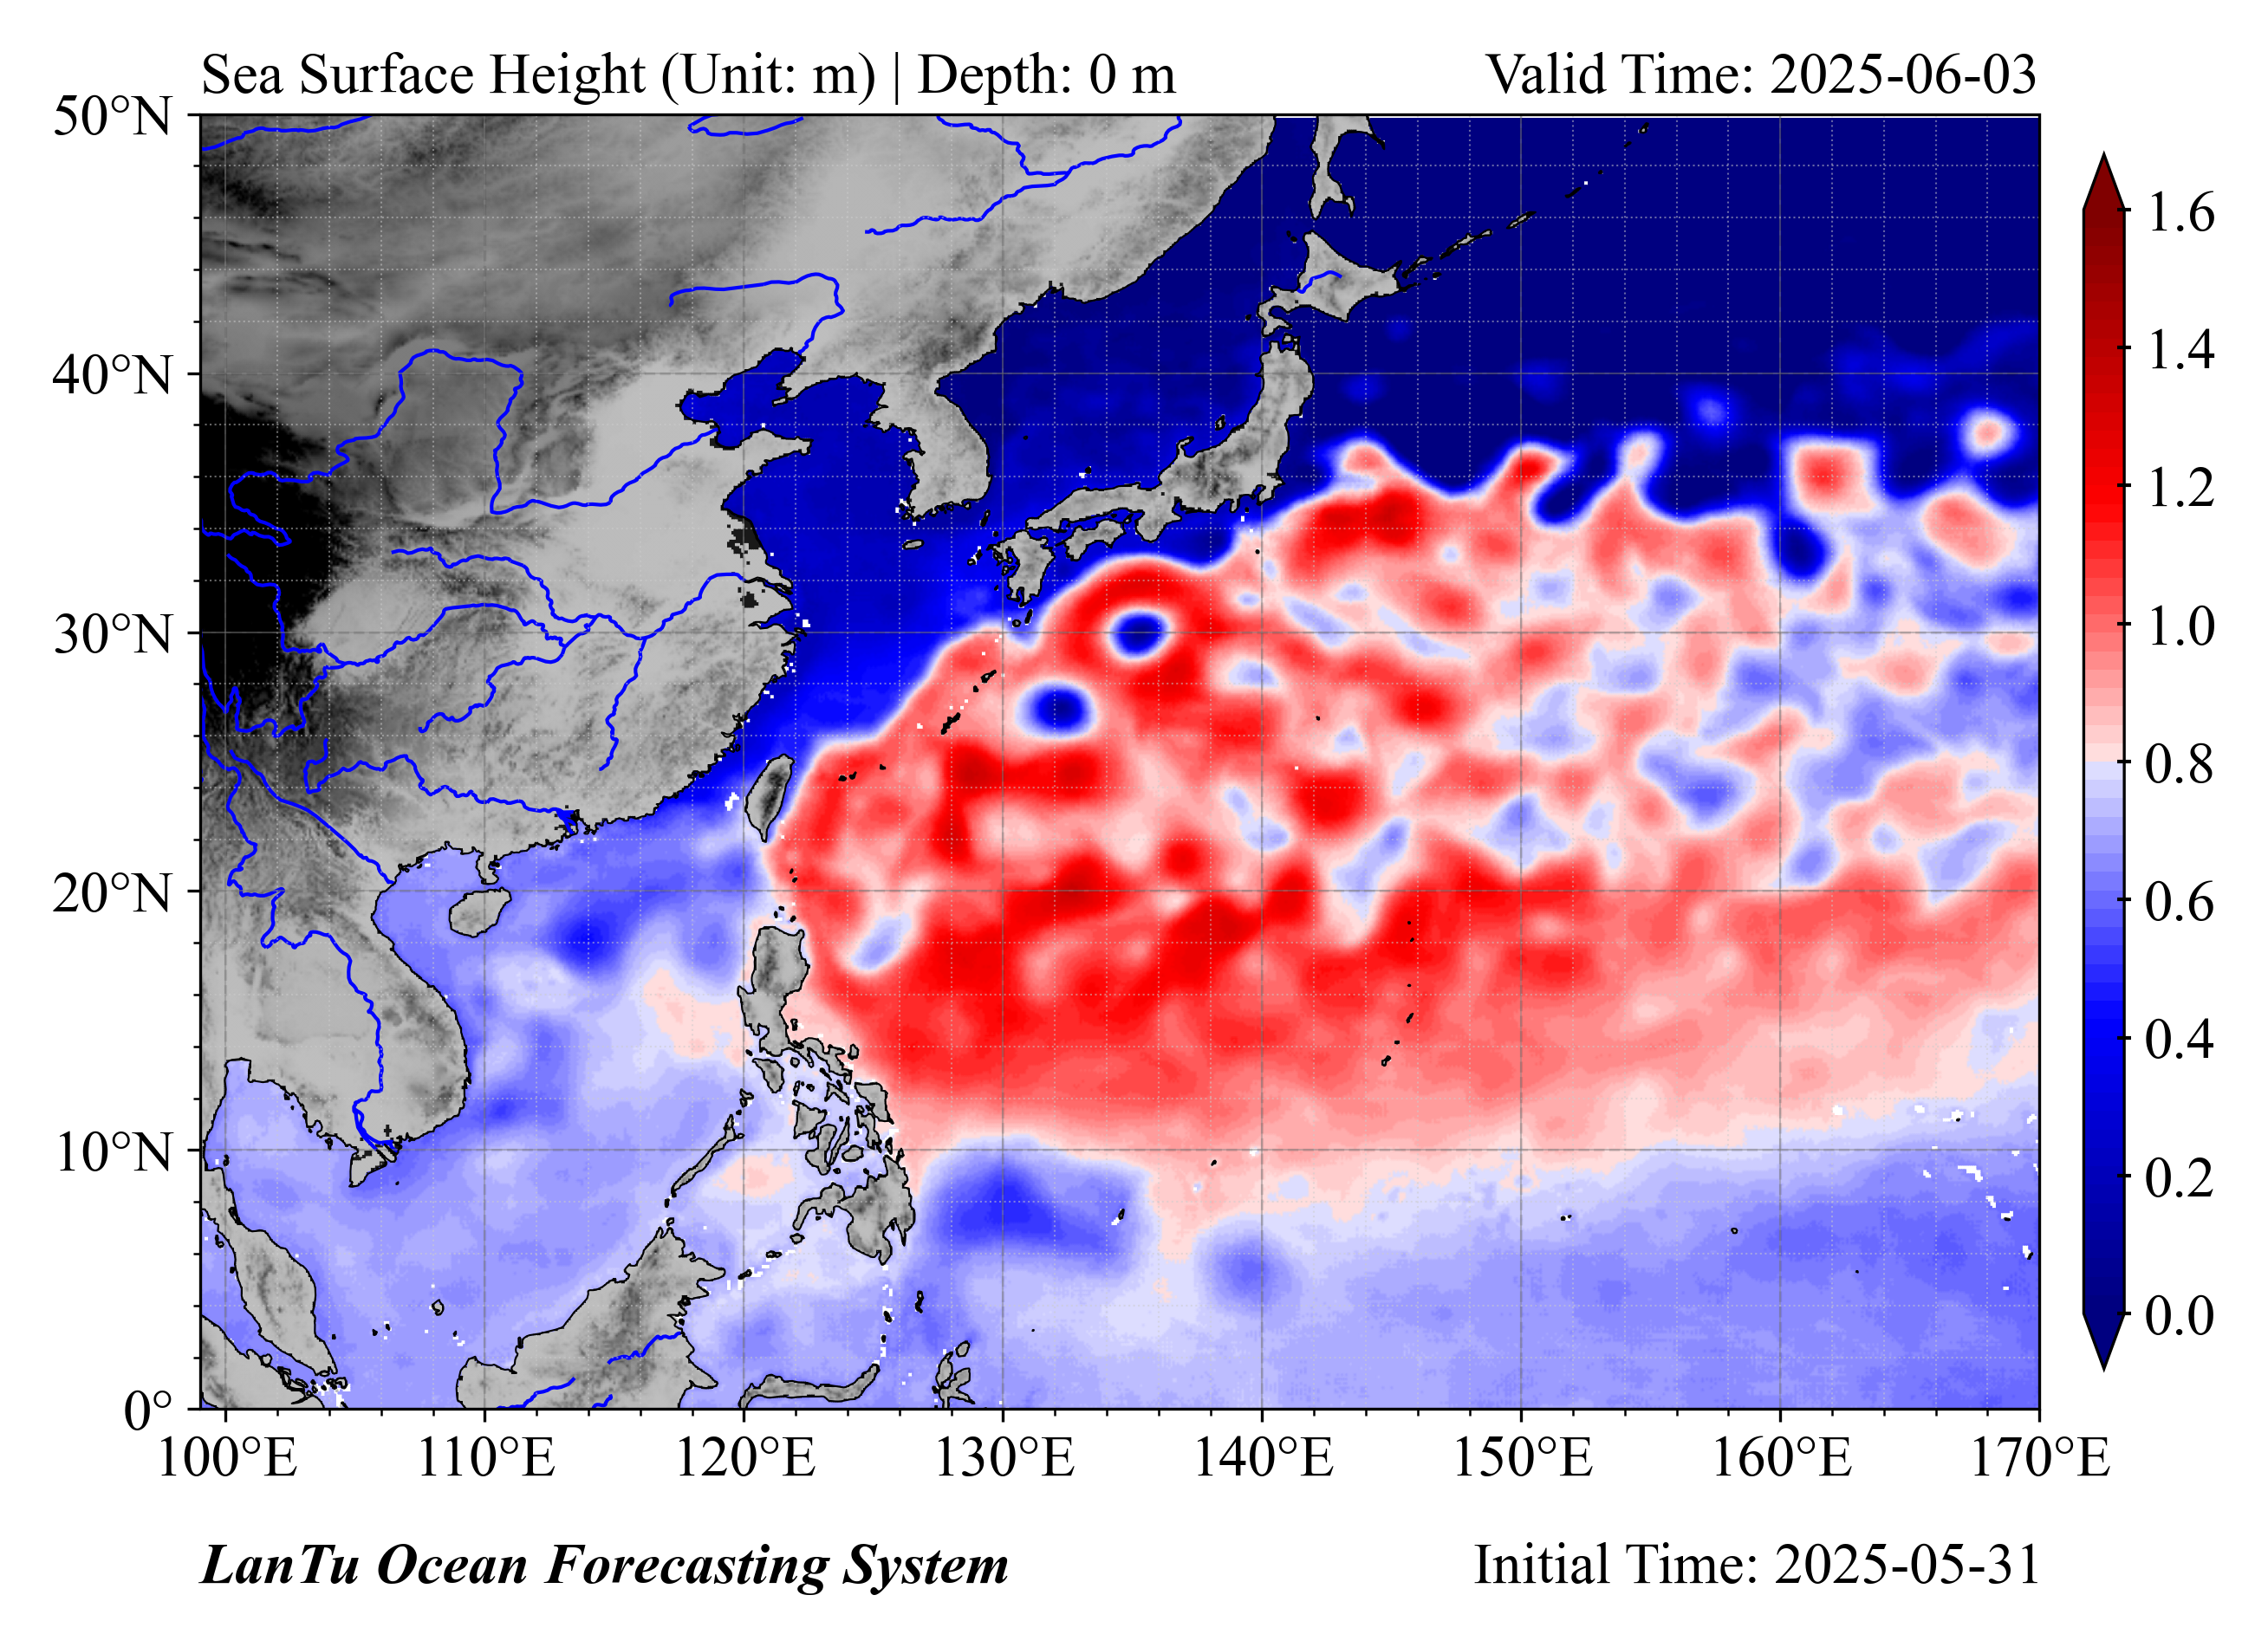 Sea Surface Height (Unit: m) | Depth: 0 m
Valid Time: 2025-06-03
50°N
40°N
30°N
20°N
10°N
0°
100°E
110°E
120°E
130°E
140°E
150°E
160°E
170°E
1.6
1.4
1.2
1.0
0.8
0.6
0.4
0.2
0.0
LanTu Ocean Forecasting System
Initial Time: 2025-05-31